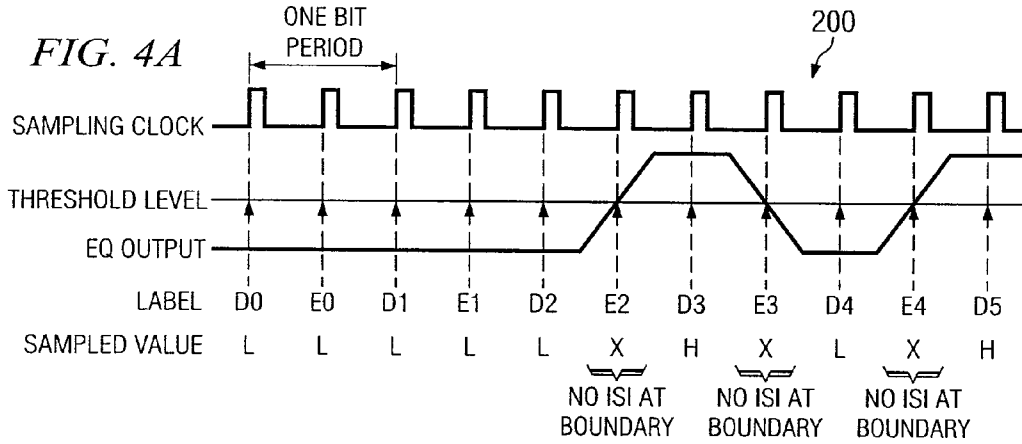 FIG. 4A
ONE BIT
PERIOD
200
SAMPLING CLOCK
THRESHOLD LEVEL
EQ OUTPUT
LABEL D0 E0 D1 E1 D2 E2 D3 E3 D4 E4 D5
SAMPLED VALUE L L L L L X H X L X H
NO ISI AT NO ISI AT NO ISI AT
BOUNDARY BOUNDARY BOUNDARY